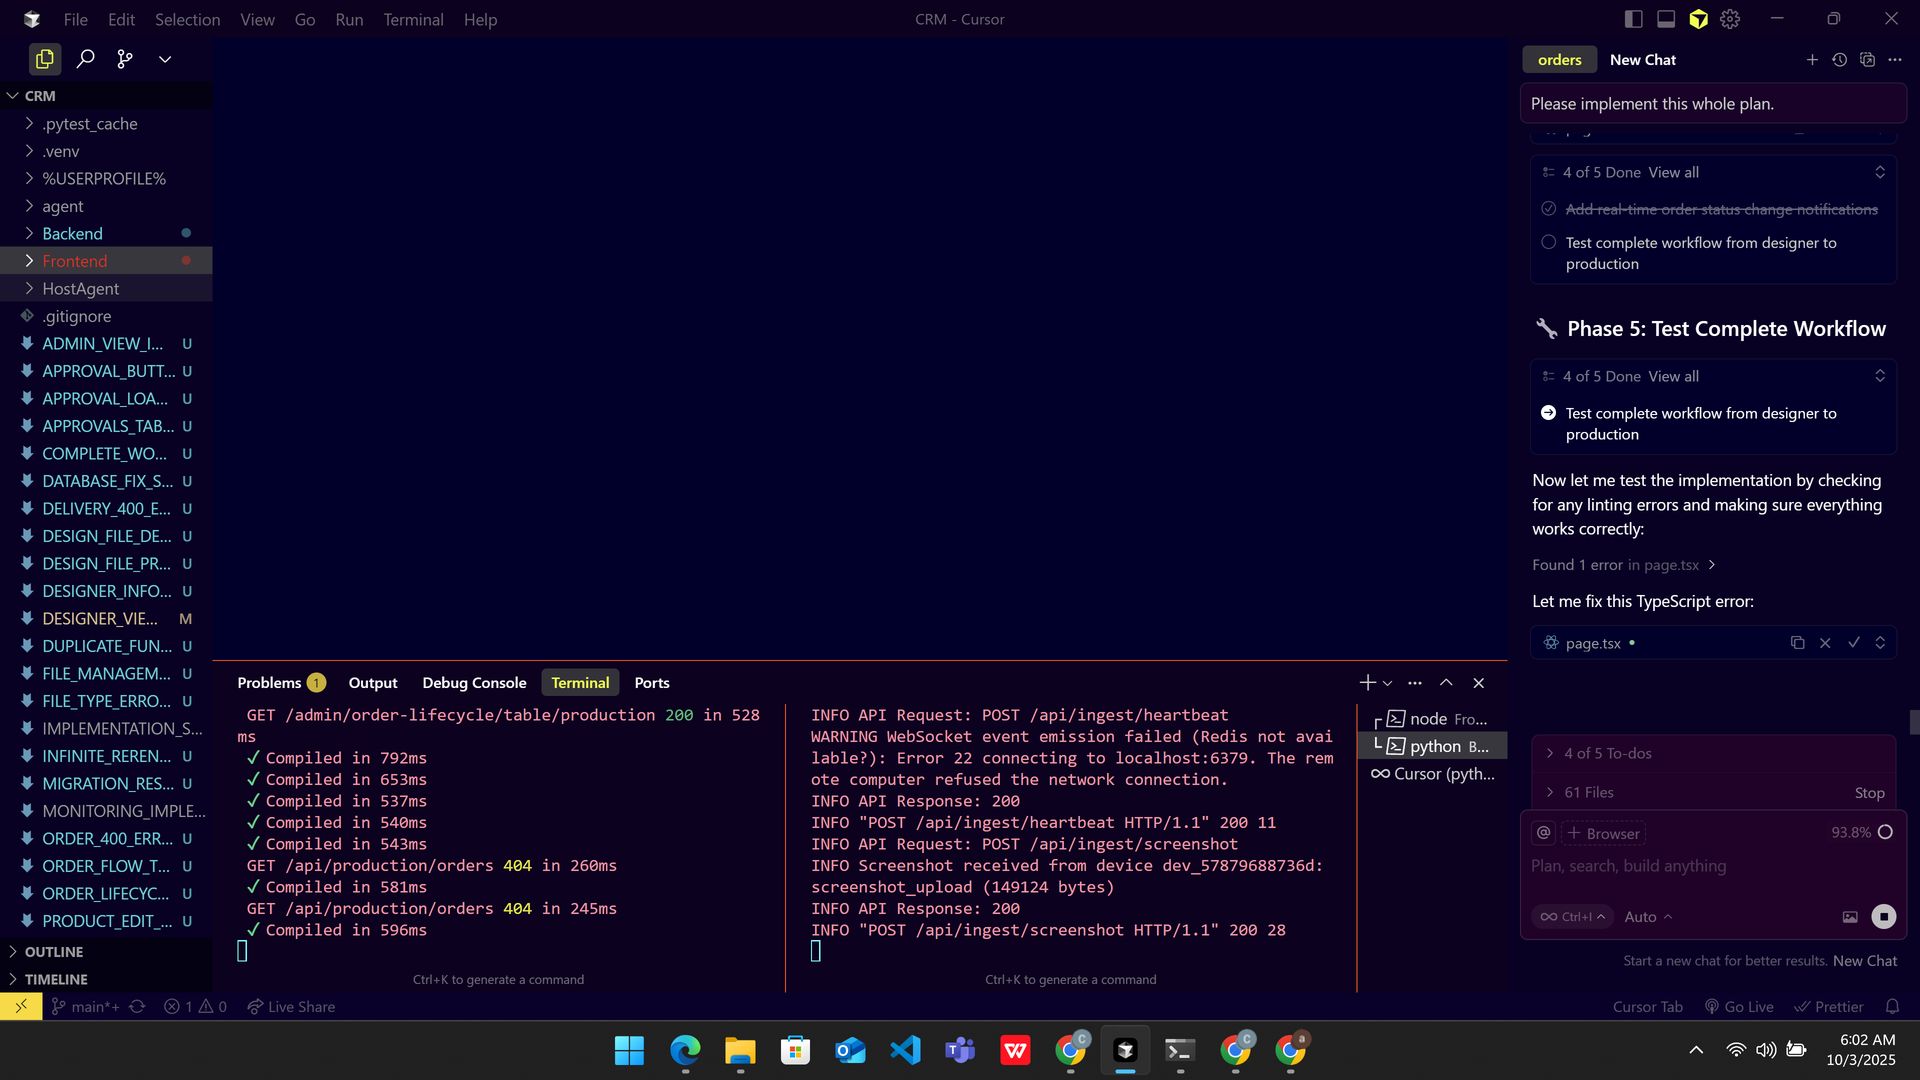 File Edit Selection View Go Run Terminal Help
CRM - Cursor
CRM
.pytest_cache
.venv
%USERPROFILE%
agent
Backend
Frontend
HostAgent
.gitignore
ADMIN_VIEW_I... U
APPROVAL_BUTT... U
APPROVAL_LOA... U
APPROVALS_TAB... U
COMPLETE_WO... U
DATABASE_FIX_S... U
DELIVERY_400_E... U
DESIGN_FILE_DE... U
DESIGN_FILE_PR... U
DESIGNER_INFO... U
DESIGNER_VIE... M
DUPLICATE_FUN... U
FILE_MANAGEM... U
FILE_TYPE_ERRO... U
IMPLEMENTATION_S...
INFINITE_REREN... U
MIGRATION_RES... U
MONITORING_IMPLE...
ORDER_400_ERR... U
ORDER_FLOW_T... U
ORDER_LIFECYC... U
PRODUCT_EDIT_... U
OUTLINE
TIMELINE
Problems 1 Output Debug Console Terminal Ports
GET /admin/order-lifecycle/table/production 200 in 528
ms
✓ Compiled in 792ms
✓ Compiled in 653ms
✓ Compiled in 537ms
✓ Compiled in 540ms
✓ Compiled in 543ms
GET /api/production/orders 404 in 260ms
✓ Compiled in 581ms
GET /api/production/orders 404 in 245ms
✓ Compiled in 596ms
Ctrl+K to generate a command
INFO API Request: POST /api/ingest/heartbeat
WARNING WebSocket event emission failed (Redis not avai
lable?): Error 22 connecting to localhost:6379. The rem
ote computer refused the network connection.
INFO API Response: 200
INFO "POST /api/ingest/heartbeat HTTP/1.1" 200 11
INFO API Request: POST /api/ingest/screenshot
INFO Screenshot received from device dev_57879688736d:
screenshot_upload (149124 bytes)
INFO API Response: 200
INFO "POST /api/ingest/screenshot HTTP/1.1" 200 28
Ctrl+K to generate a command
node Fro...
python B...
Cursor (pyth...
orders New Chat
Please implement this whole plan.
4 of 5 Done View all
Add real-time order status change notifications
Test complete workflow from designer to
production
Phase 5: Test Complete Workflow
4 of 5 Done View all
Test complete workflow from designer to
production
Now let me test the implementation by checking
for any linting errors and making sure everything
works correctly:
Found 1 error in page.tsx
Let me fix this TypeScript error:
page.tsx
4 of 5 To-dos
61 Files Stop
@ + Browser 93.8%
Plan, search, build anything
Ctrl+I Auto
Start a new chat for better results. New Chat
main*+ 1 0 Live Share
Cursor Tab Go Live Prettier
6:02 AM
10/3/2025